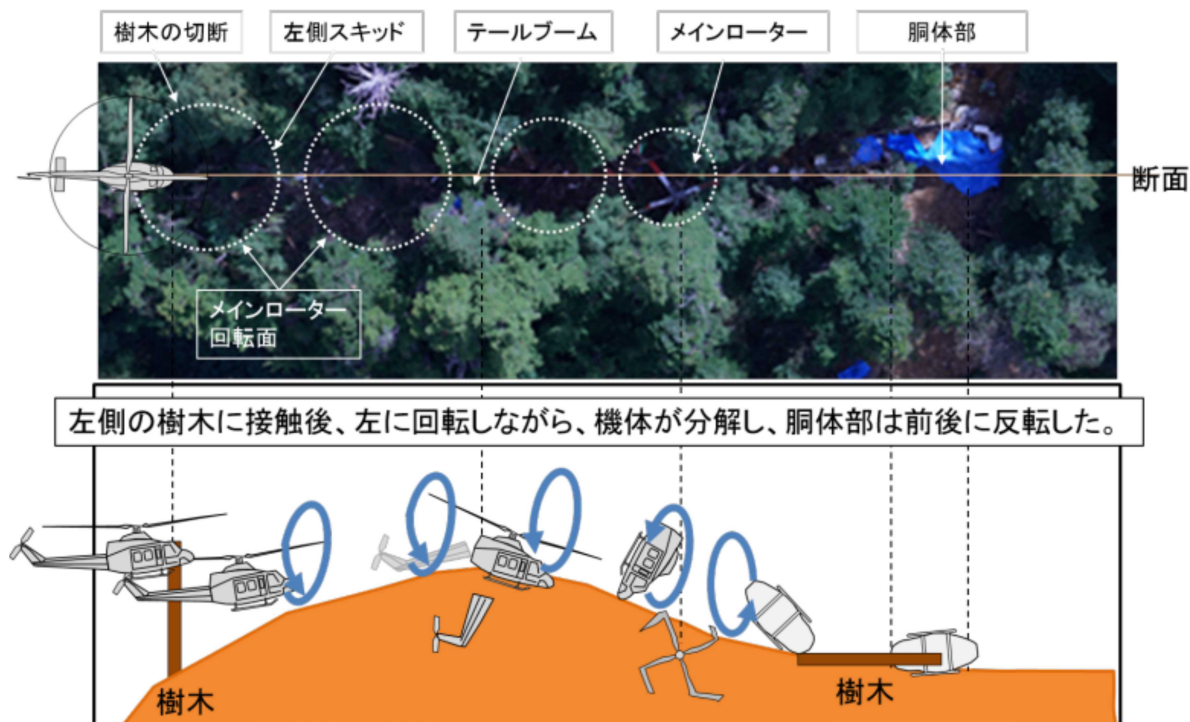 樹木の切断
左側スキッド
テールブーム
メインローター
胴体部
断面
メインローター
回転面
左側の樹木に接触後、左に回転しながら、機体が分解し、胴体部は前後に反転した。
樹木
樹木